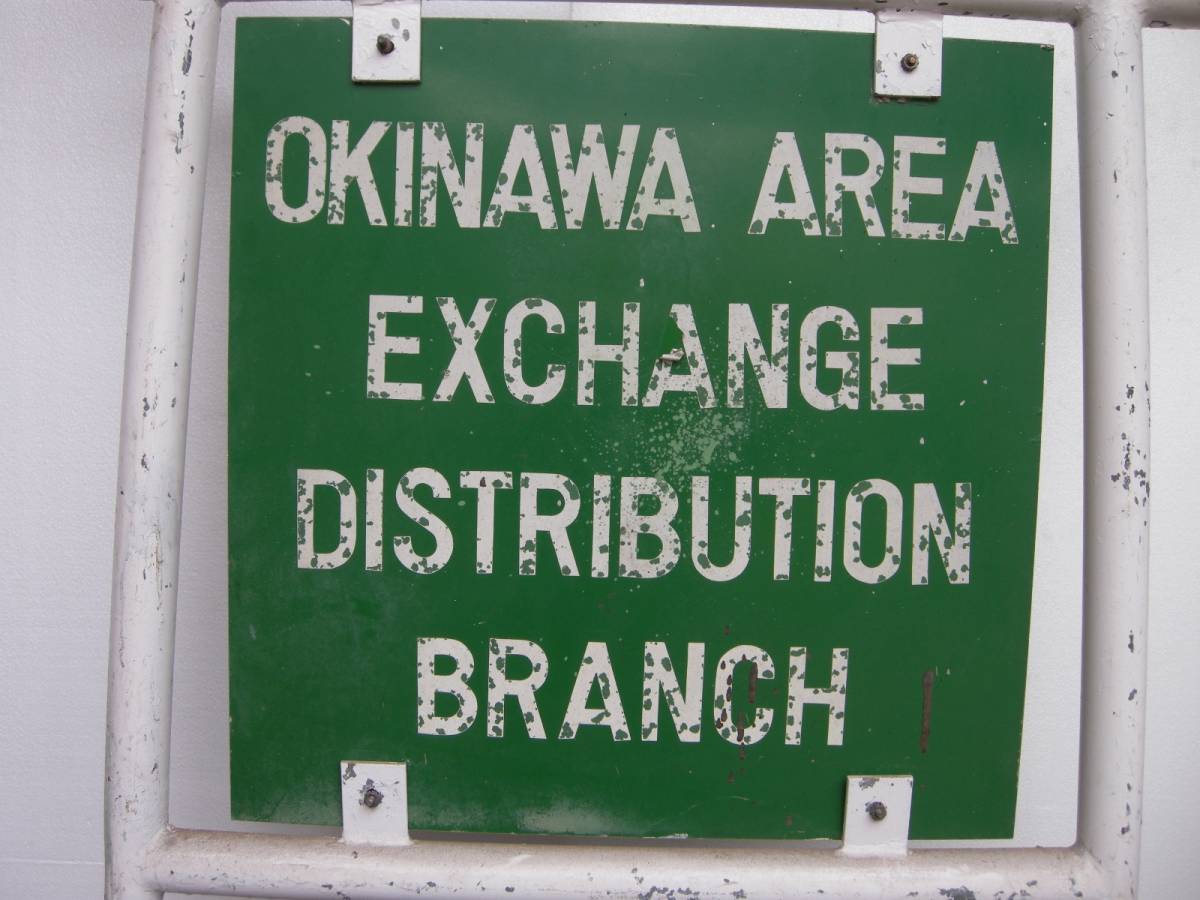 OKINAWA AREA
EXCHANGE
DISTRIBUTION
BRANCH